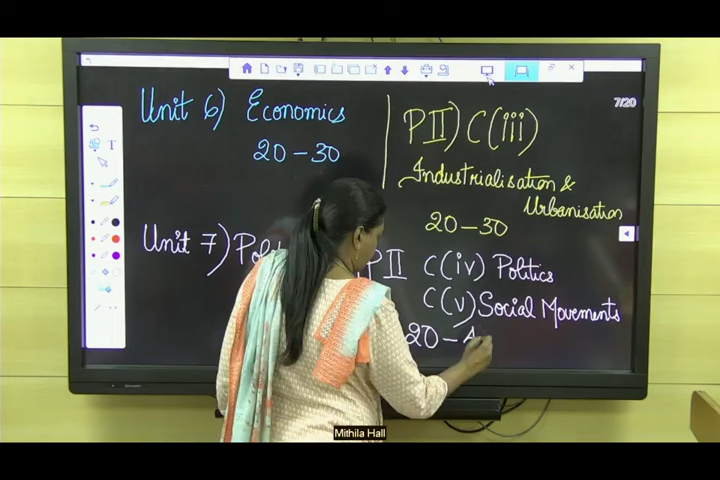 7/20
Unit 6) Economics
20 - 30
PII) C(iii)
Industrialisation &
Urbanisation
20 - 30
Unit 7)
PII C(iv) Politics
C(v) Social Movements
20 -
T
Mithila Hall